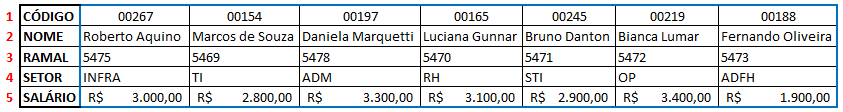 1 CÓDIGO 00267 00154 00197 00165 00245 00219 00188
2 NOME Roberto Aquino Marcos de Souza Daniela Marquetti Luciana Gunnar Bruno Danton Bianca Lumar Fernando Oliveira
3 RAMAL 5475 5469 5478 5470 5471 5472 5473
4 SETOR INFRA TI ADM RH STI OP ADFH
5 SALÁRIO R$ 3.000,00 R$ 2.800,00 R$ 3.300,00 R$ 3.100,00 R$ 2.900,00 R$ 3.400,00 R$ 1.900,00